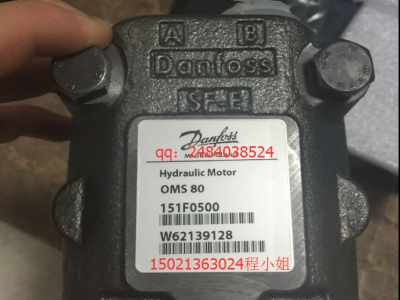 A B
Danfoss
SF-E
Danfoss
qq: 2484038524
Hydraulic Motor
OMS 80
151F0500
W62139128
15021363024程小姐